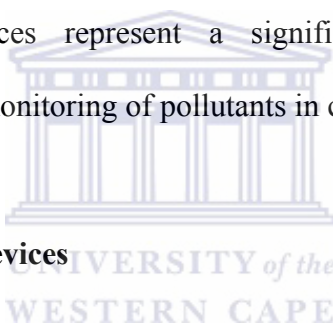 ces represent a signifi
onitoring of pollutants in c
evices
UNIVERSITY of the
WESTERN CAPE